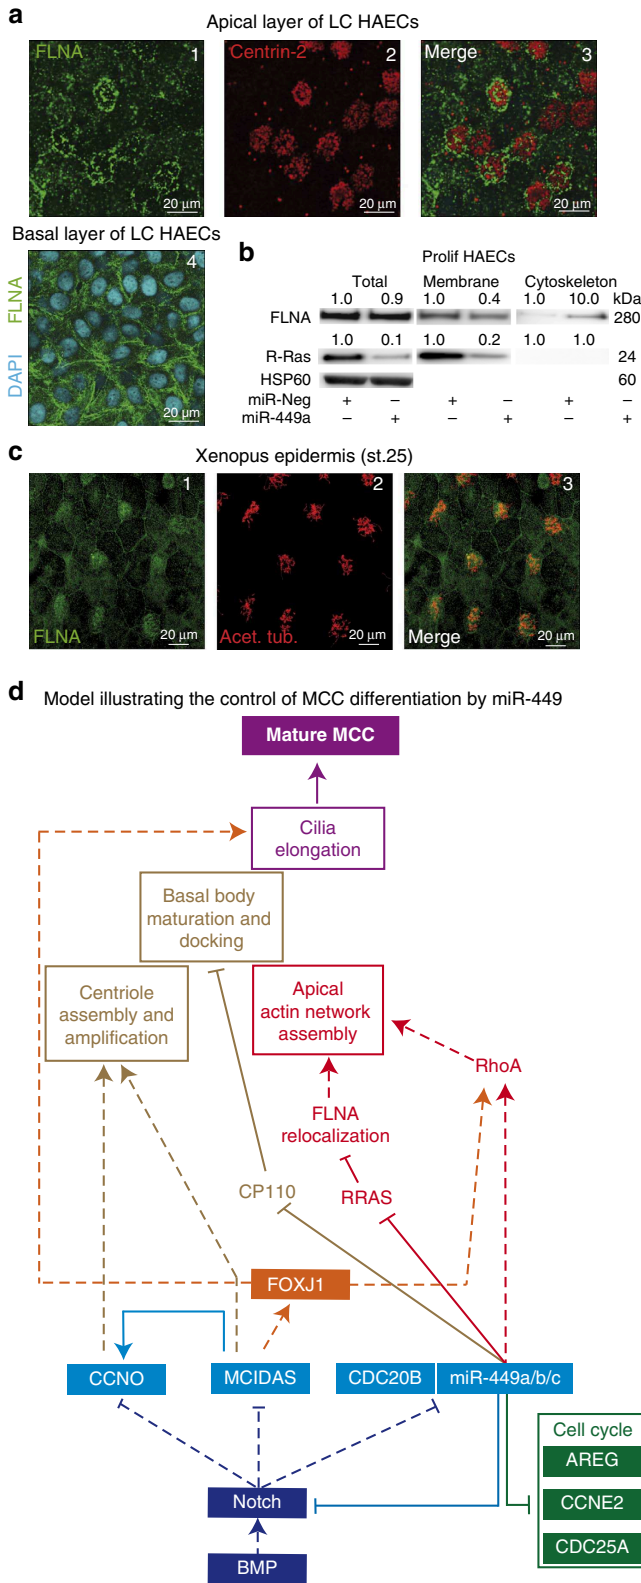 a
Apical layer of LC HAECs
FLNA
1
20 µm
Centrin-2
2
20 µm
Merge
3
20 µm
Basal layer of LC HAECs
DAPI FLNA
4
20 µm
b
Prolif HAECs
Total Membrane Cytoskeleton
1.0 0.9 1.0 0.4 1.0 10.0 kDa
FLNA 280
1.0 0.1 1.0 0.2 1.0 1.0
R-Ras 24
HSP60 60
miR-Neg + – + – + –
miR-449a – + – + – +
c
Xenopus epidermis (st.25)
1
FLNA
20 µm
2
Acet. tub.
20 µm
3
Merge
20 µm
d
Model illustrating the control of MCC differentiation by miR-449
Mature MCC
Cilia
elongation
Basal body
maturation and
docking
Centriole
assembly and
amplification
Apical
actin network
assembly
RhoA
FLNA
relocalization
CP110
RRAS
FOXJ1
CCNO
MCIDAS
CDC20B
miR-449a/b/c
Cell cycle
AREG
CCNE2
CDC25A
Notch
BMP